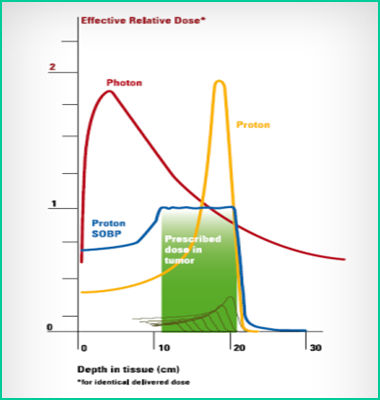 Effective Relative Dose*
2
Photon
Proton
1
Proton
SOBP
Prescribed
dose in
tumor
0
0 10 20 30
Depth in tissue (cm)
*for identical delivered dose